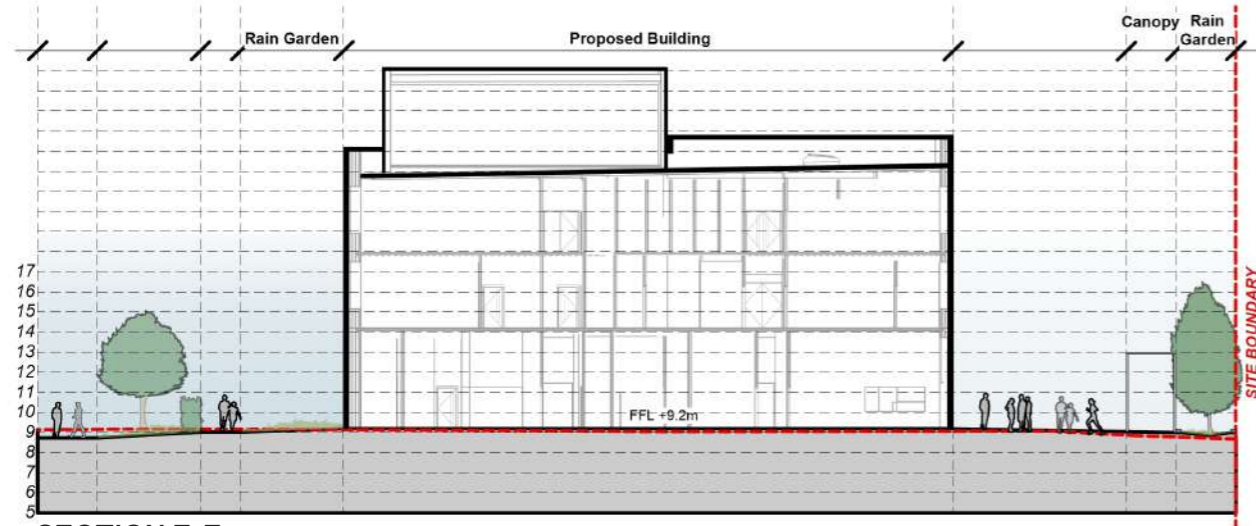 Rain Garden
Proposed Building
Canopy
Rain
Garden
17
16
15
14
13
12
11
10
9
8
7
6
5
FFL +9.2m
SITE BOUNDARY